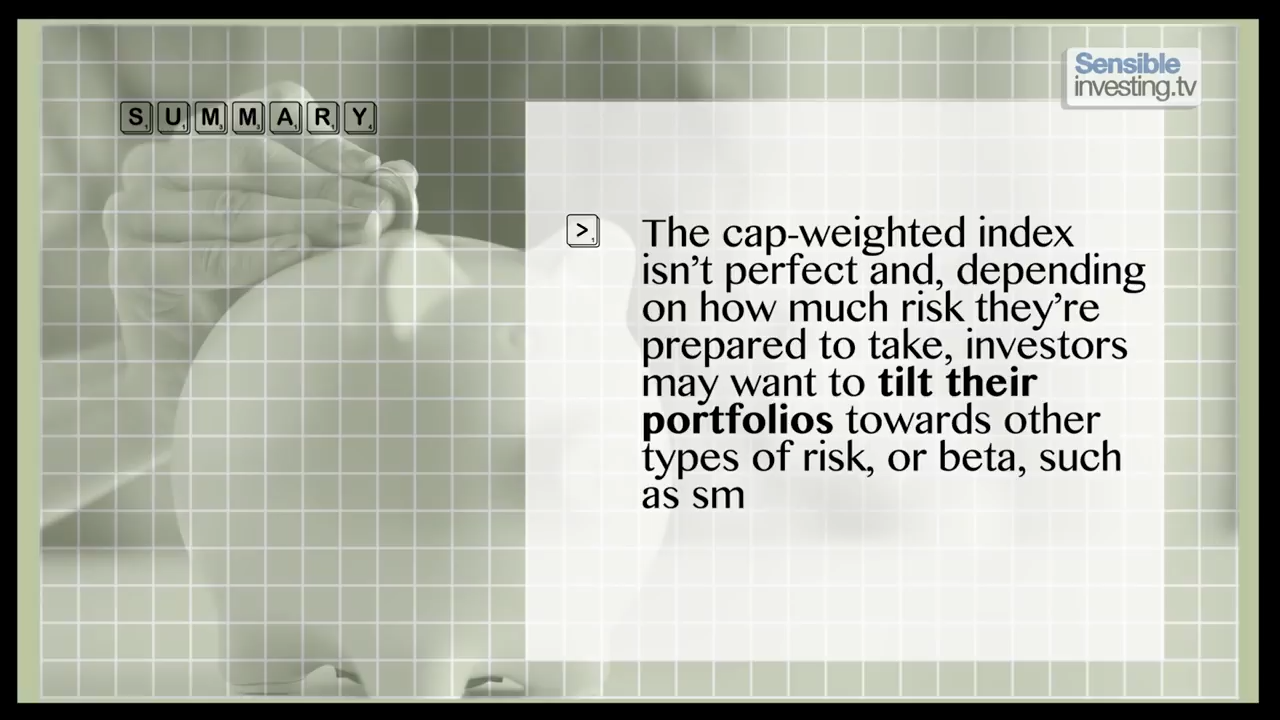 Sensible
investing.tv
SUMMARY
> The cap-weighted index
isn't perfect and, depending
on how much risk they're
prepared to take, investors
may want to tilt their
portfolios towards other
types of risk, or beta, such
as sm